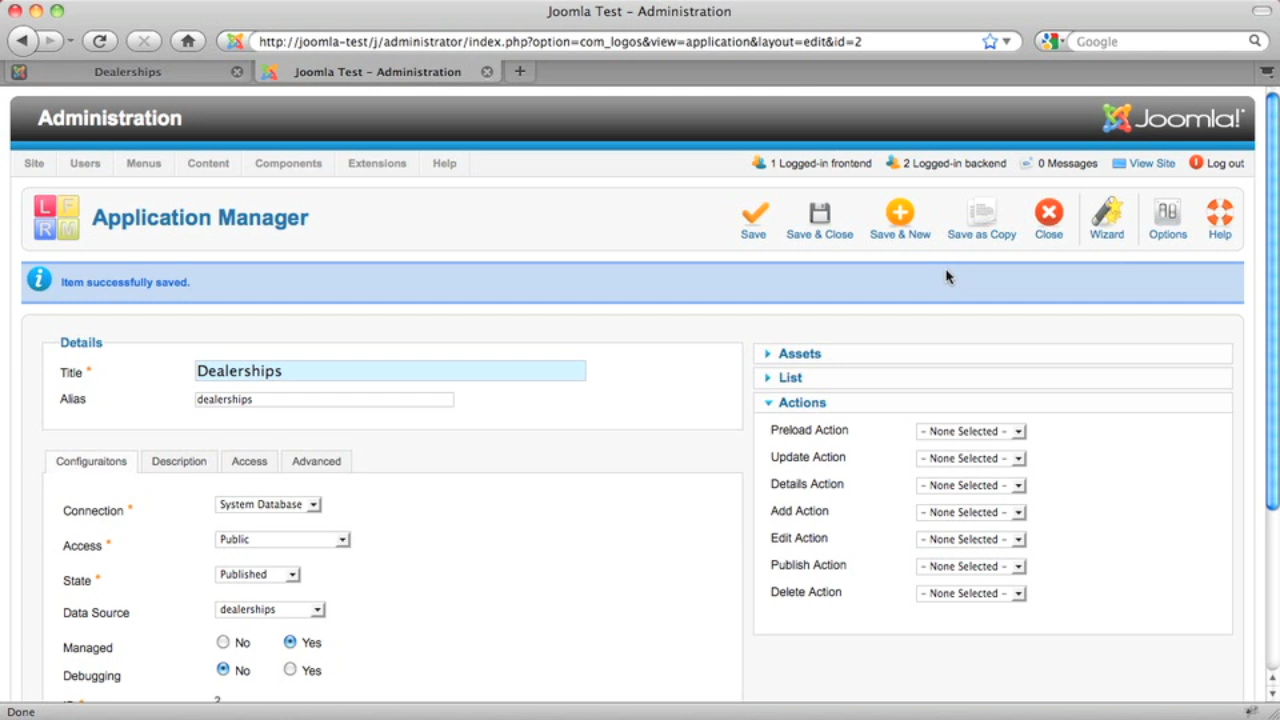 Joomla Test - Administration
http://joomla-test/j/administrator/index.php?option=com_logos&view=application&layout=edit&id=2
Google
Dealerships
Joomla Test - Administration
Administration
Joomla!
Site Users Menus Content Components Extensions Help
1 Logged-in frontend 2 Logged-in backend 0 Messages View Site Log out
L F R M
Application Manager
Save Save & Close Save & New Save as Copy Close Wizard Options Help
Item successfully saved.
Details
Title * Dealerships
Alias dealerships
Configuraitons Description Access Advanced
Connection * System Database
Access * Public
State * Published
Data Source dealerships
Managed No Yes
Debugging No Yes
Assets
List
Actions
Preload Action - None Selected -
Update Action - None Selected -
Details Action - None Selected -
Add Action - None Selected -
Edit Action - None Selected -
Publish Action - None Selected -
Delete Action - None Selected -
Done